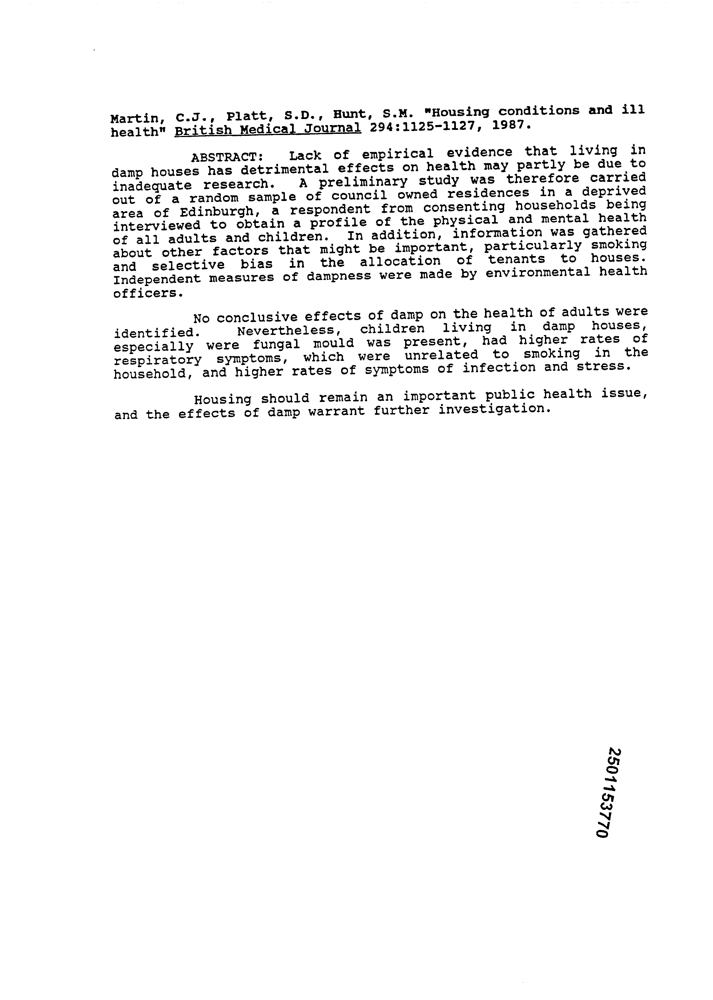 Martin, C.J., Platt, S.D., Hunt, S.M. "Housing conditions and ill
health" British Medical Journal 294:1125-1127, 1987.
ABSTRACT: Lack of empirical evidence that living in
damp houses has detrimental effects on health may partly be due to
inadequate research. A preliminary study was therefore carried
out of a random sample of council owned residences in a deprived
area of Edinburgh, a respondent from consenting households being
interviewed to obtain a profile of the physical and mental health
of all adults and children. In addition, information was gathered
about other factors that might be important, particularly smoking
and selective bias in the allocation of tenants to houses.
Independent measures of dampness were made by environmental health
officers.
No conclusive effects of damp on the health of adults were
identified. Nevertheless, children living in damp houses,
especially were fungal mould was present, had higher rates of
respiratory symptoms, which were unrelated to smoking in the
household, and higher rates of symptoms of infection and stress.
Housing should remain an important public health issue,
and the effects of damp warrant further investigation.
2501153770